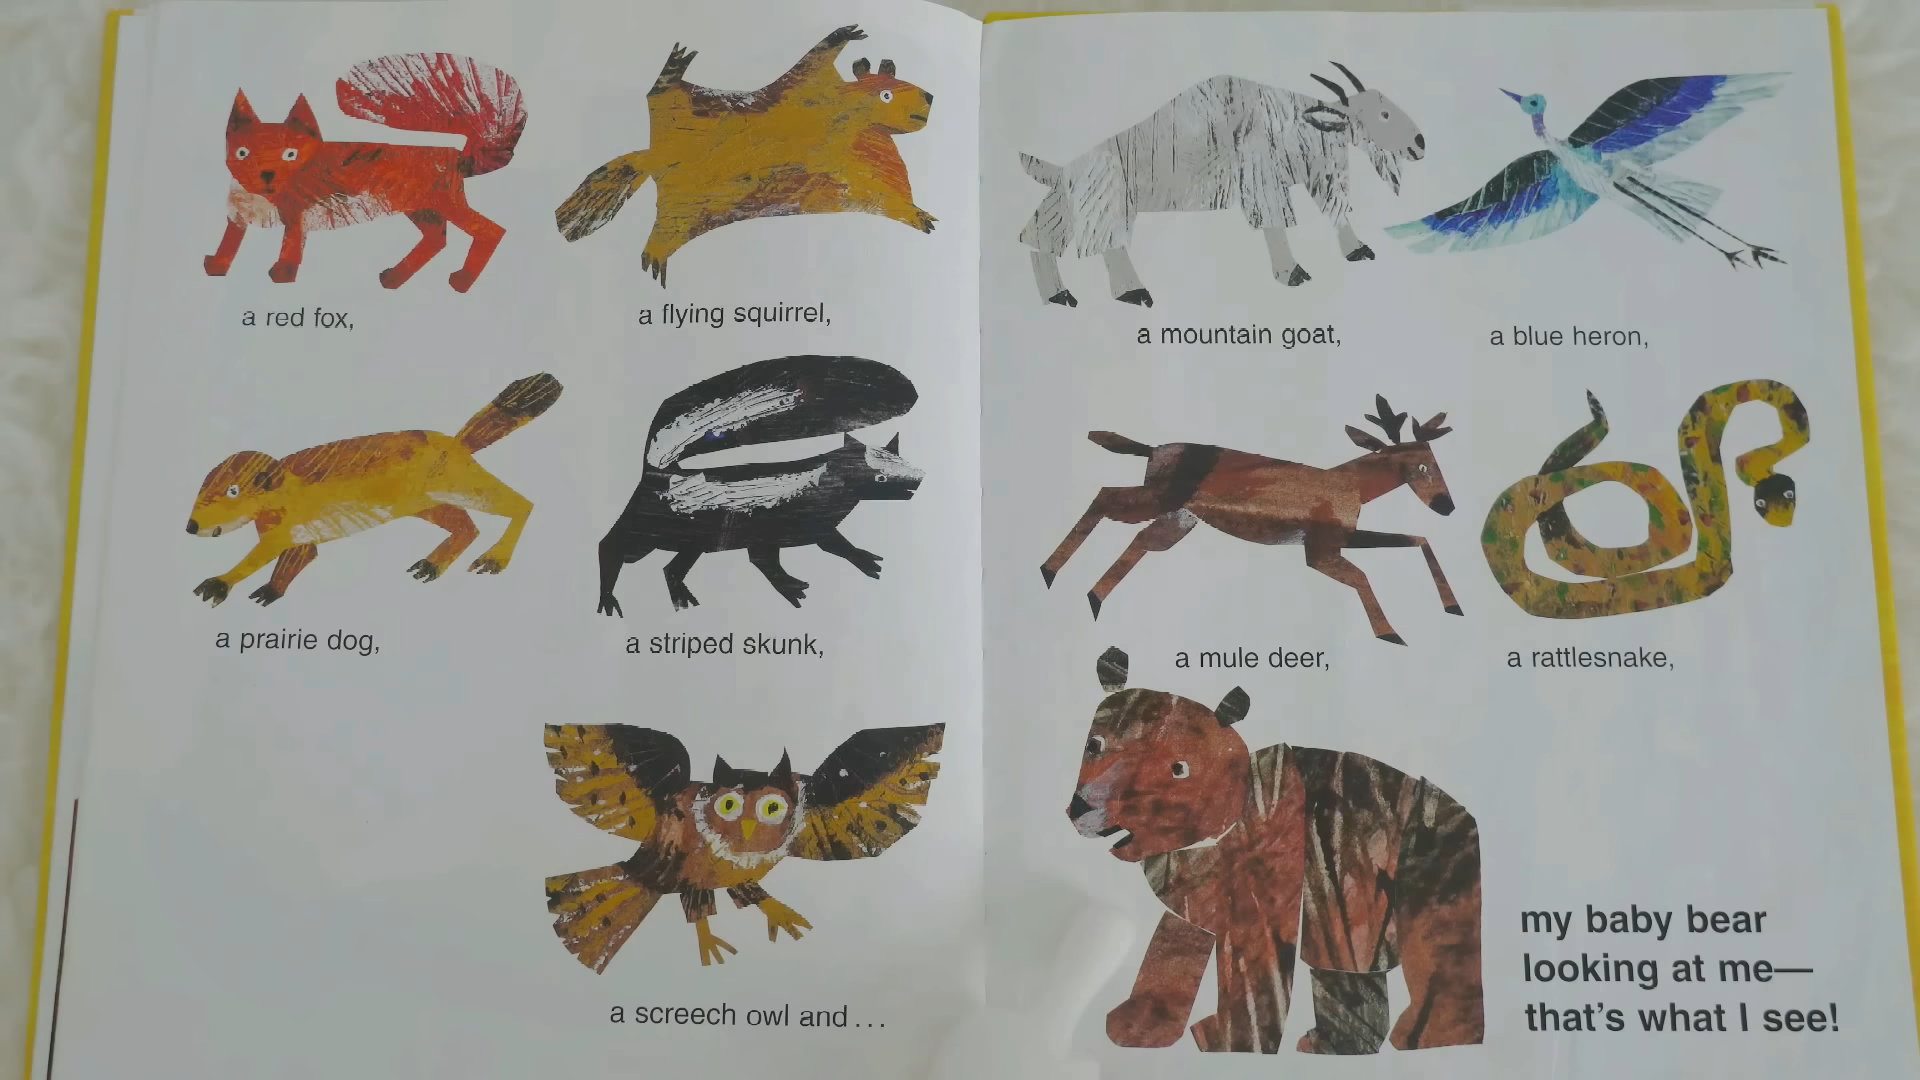 a red fox,
a flying squirrel,
a prairie dog,
a striped skunk,
a screech owl and...
a mountain goat,
a blue heron,
a mule deer,
a rattlesnake,
my baby bear
looking at me—
that's what I see!